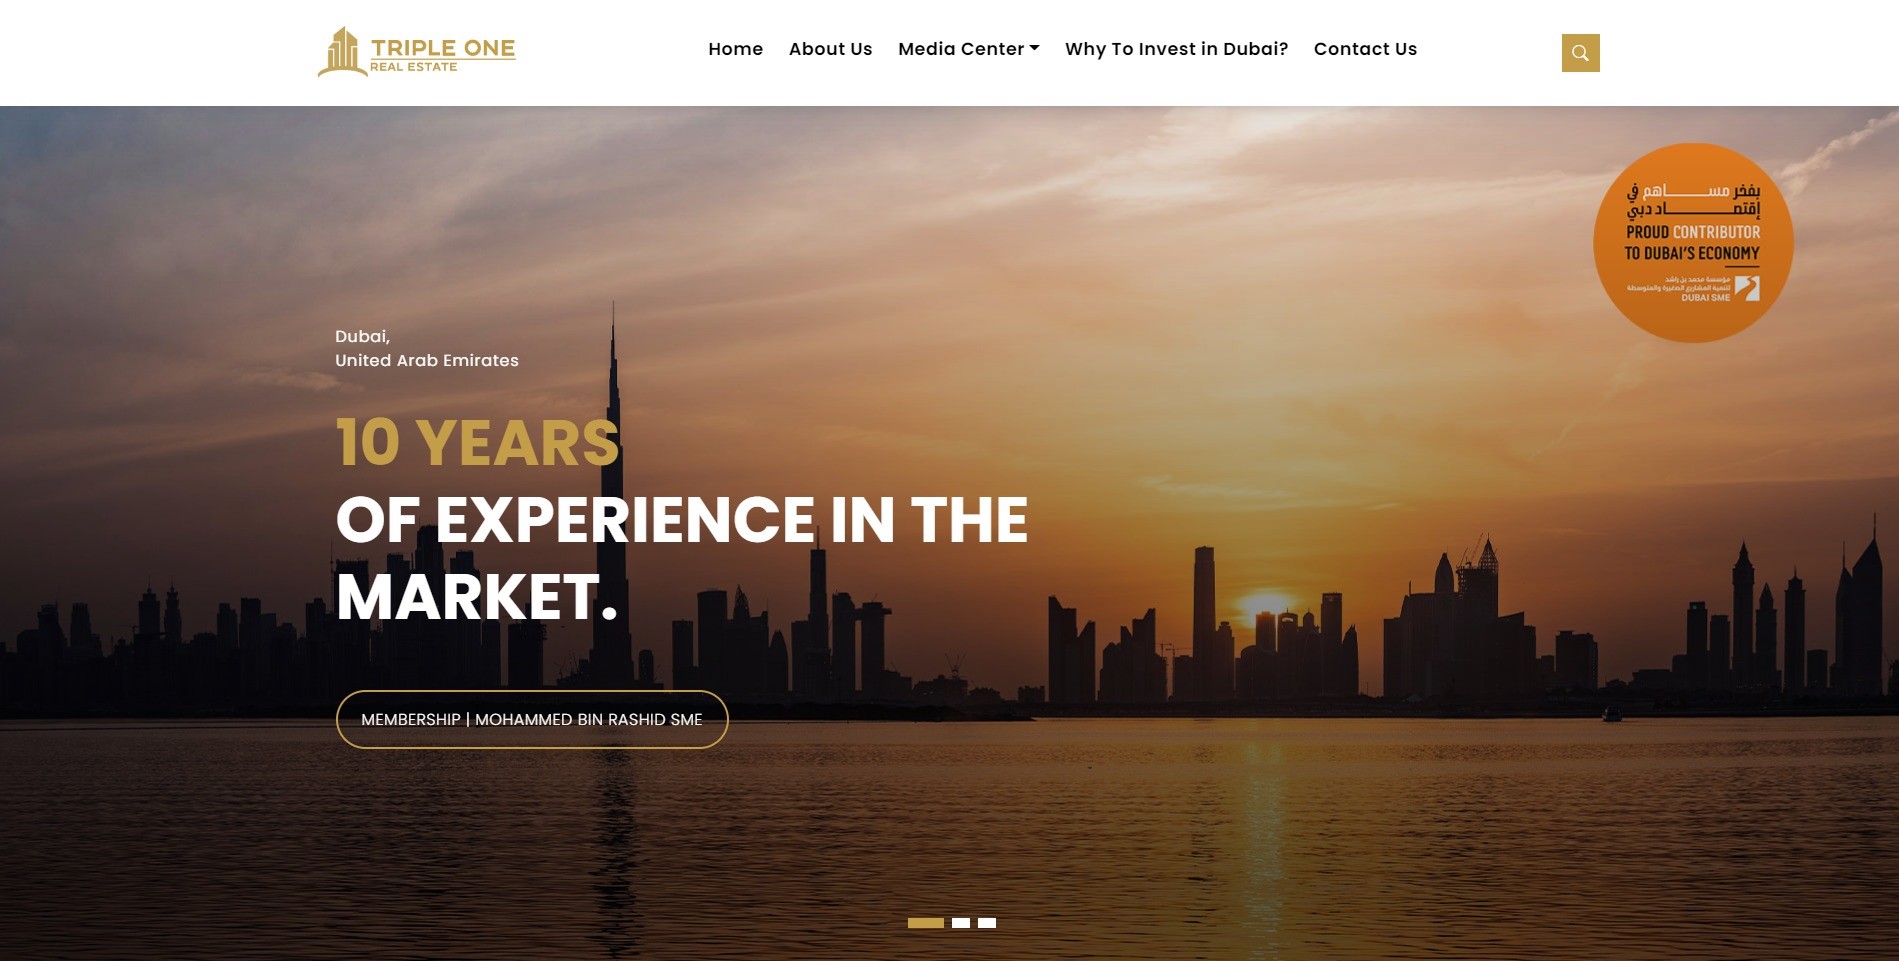 TRIPLE ONE
REAL ESTATE
Home About Us Media Center Why To Invest in Dubai? Contact Us
بفخر مساهم في
إقتصاد دبي
PROUD CONTRIBUTOR
TO DUBAI'S ECONOMY
مؤسسة محمد بن راشد
لتنمية المشاريع الصغيرة والمتوسطة
DUBAI SME
Dubai,
United Arab Emirates
10 YEARS
OF EXPERIENCE IN THE
MARKET.
MEMBERSHIP | MOHAMMED BIN RASHID SME